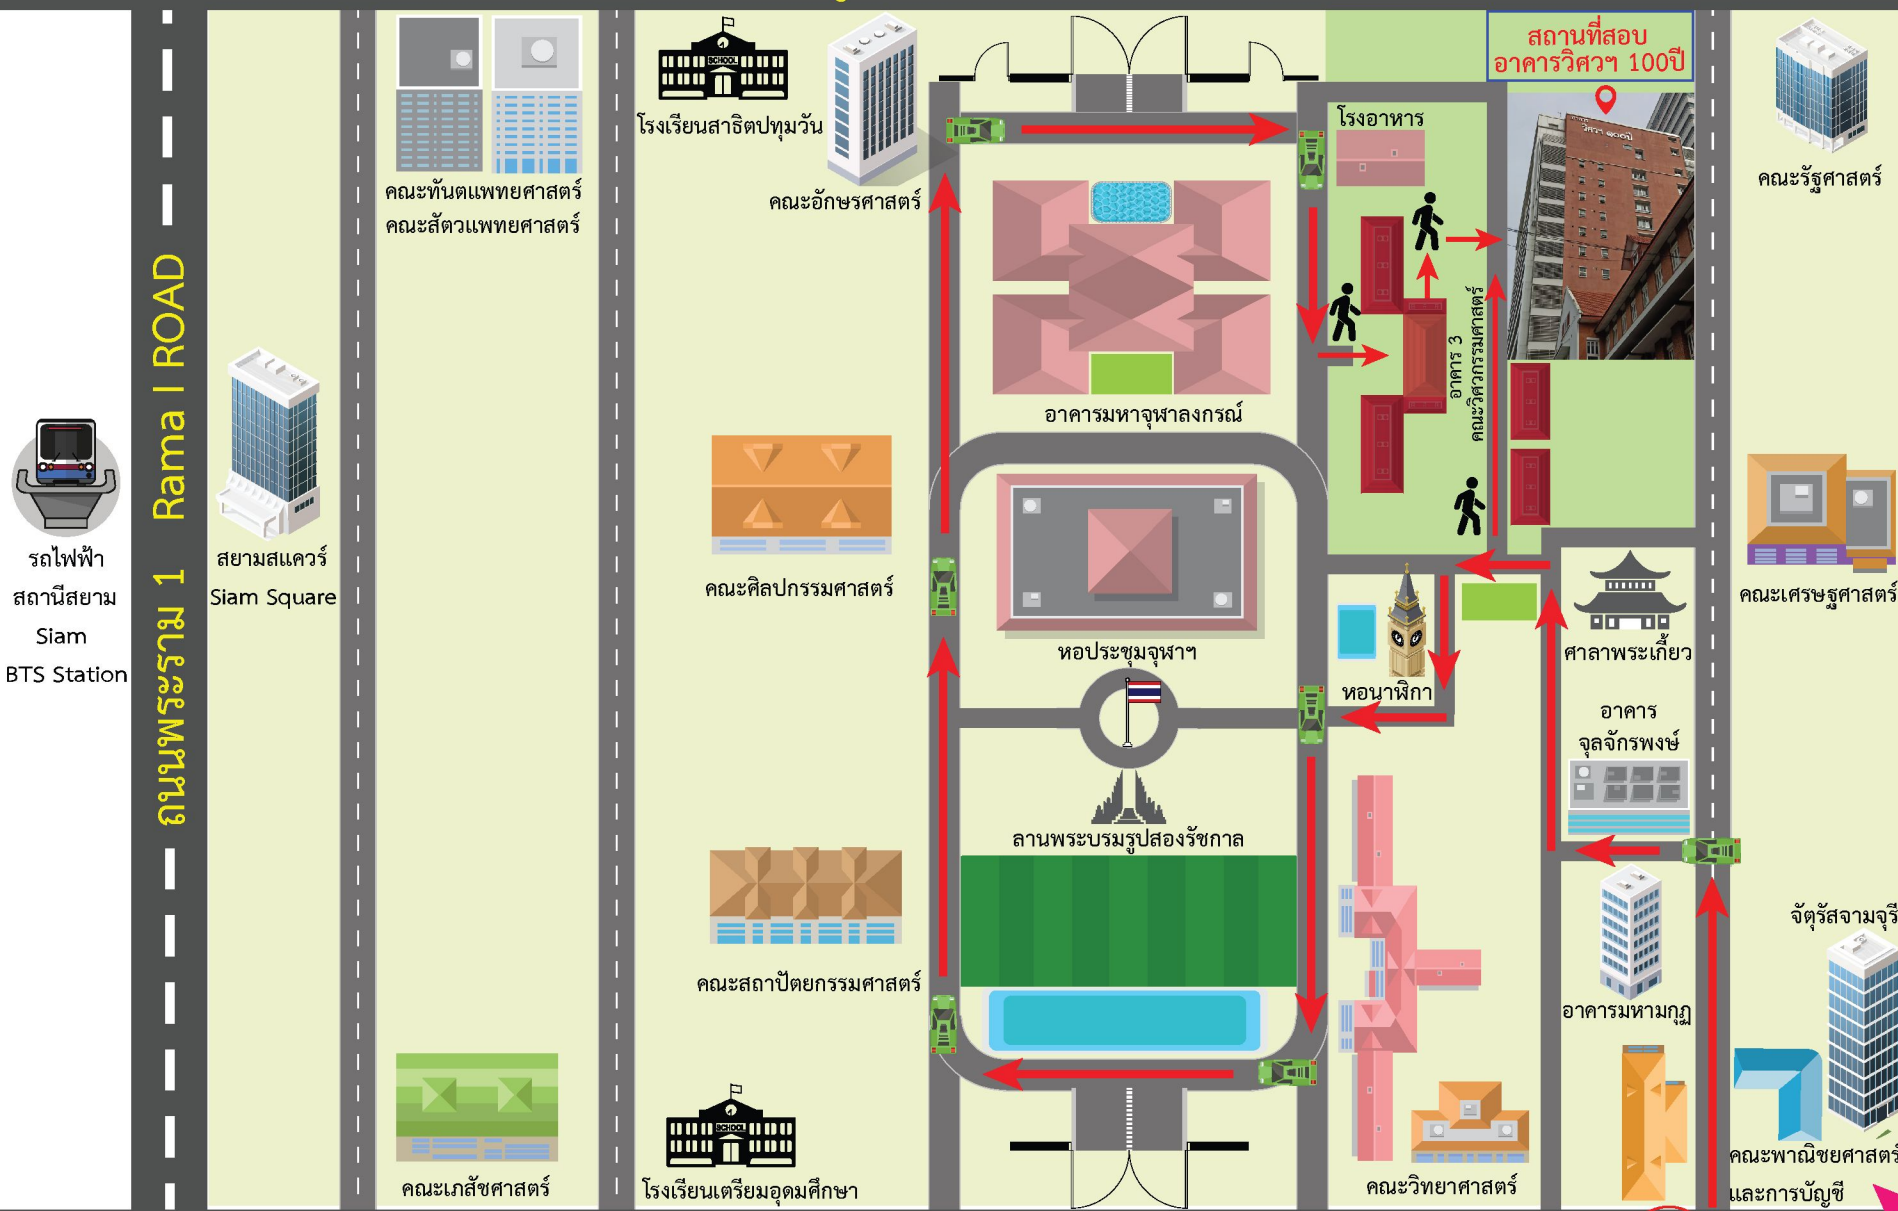 สถานที่สอบ
อาคารวิศวฯ 100ปี
วิศวฯ ๑๐๐ปี
SCHOOL
โรงเรียนสาธิตปทุมวัน
คณะอักษรศาสตร์
คณะทันตแพทยศาสตร์
คณะสัตวแพทยศาสตร์
โรงอาหาร
คณะรัฐศาสตร์
ถนนพระราม 1 Rama I ROAD
อาคาร 3
คณะวิศวกรรมศาสตร์
อาคารมหาจุฬาลงกรณ์
รถไฟฟ้า
สถานีสยาม
Siam
BTS Station
สยามสแควร์
Siam Square
คณะศิลปกรรมศาสตร์
หอประชุมจุฬาฯ
หอนาฬิกา
ศาลาพระเกี้ยว
คณะเศรษฐศาสตร์
อาคาร
จุลจักรพงษ์
ลานพระบรมรูปสองรัชกาล
คณะสถาปัตยกรรมศาสตร์
จัตุรัสจามจุรี
อาคารมหามกุฏ
คณะเภสัชศาสตร์
SCHOOL
โรงเรียนเตรียมอุดมศึกษา
คณะวิทยาศาสตร์
คณะพาณิชยศาสตร์
และการบัญชี